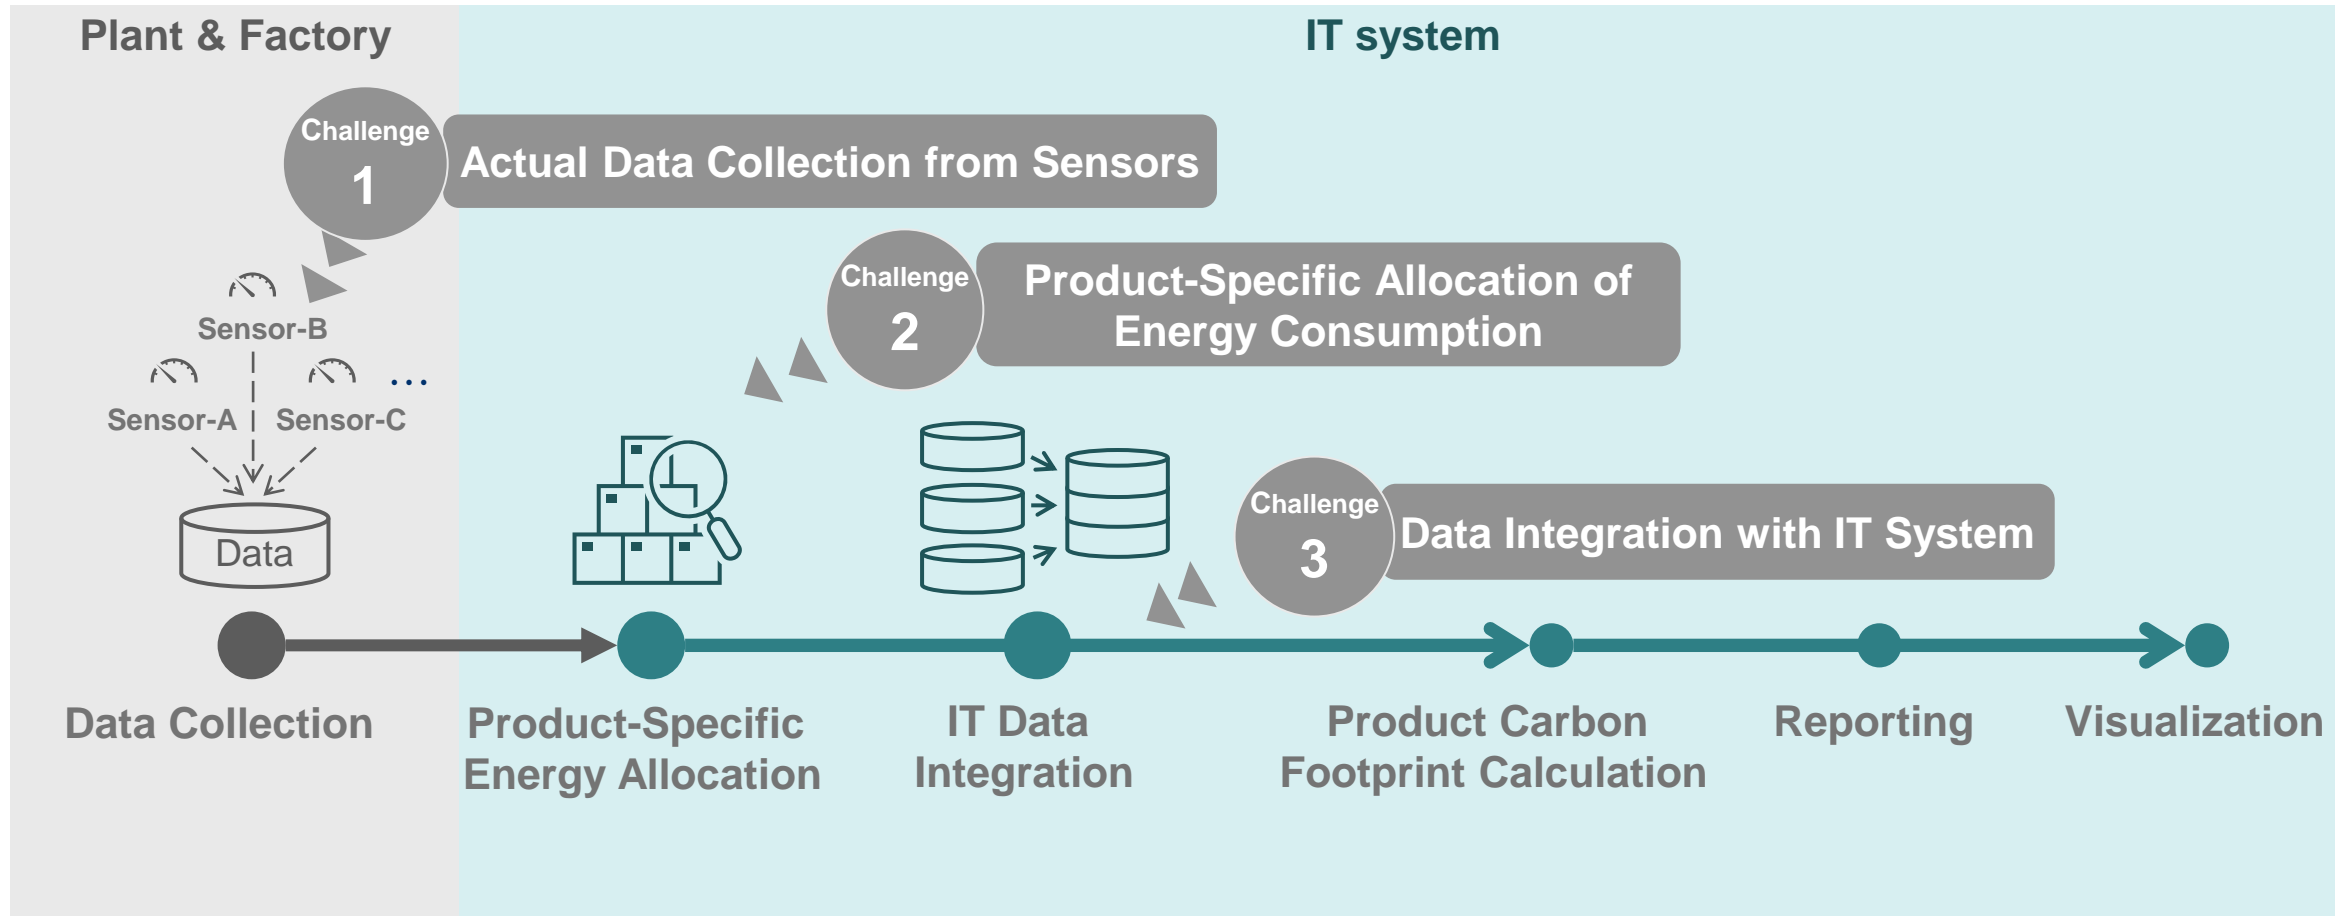 Plant & Factory
IT system
Challenge
1
Actual Data Collection from Sensors
Challenge
2
Product-Specific Allocation of
Energy Consumption
Sensor-B
Sensor-A
Sensor-C
...
Data
Challenge
3
Data Integration with IT System
Data Collection
Product-Specific
Energy Allocation
IT Data
Integration
Product Carbon
Footprint Calculation
Reporting
Visualization